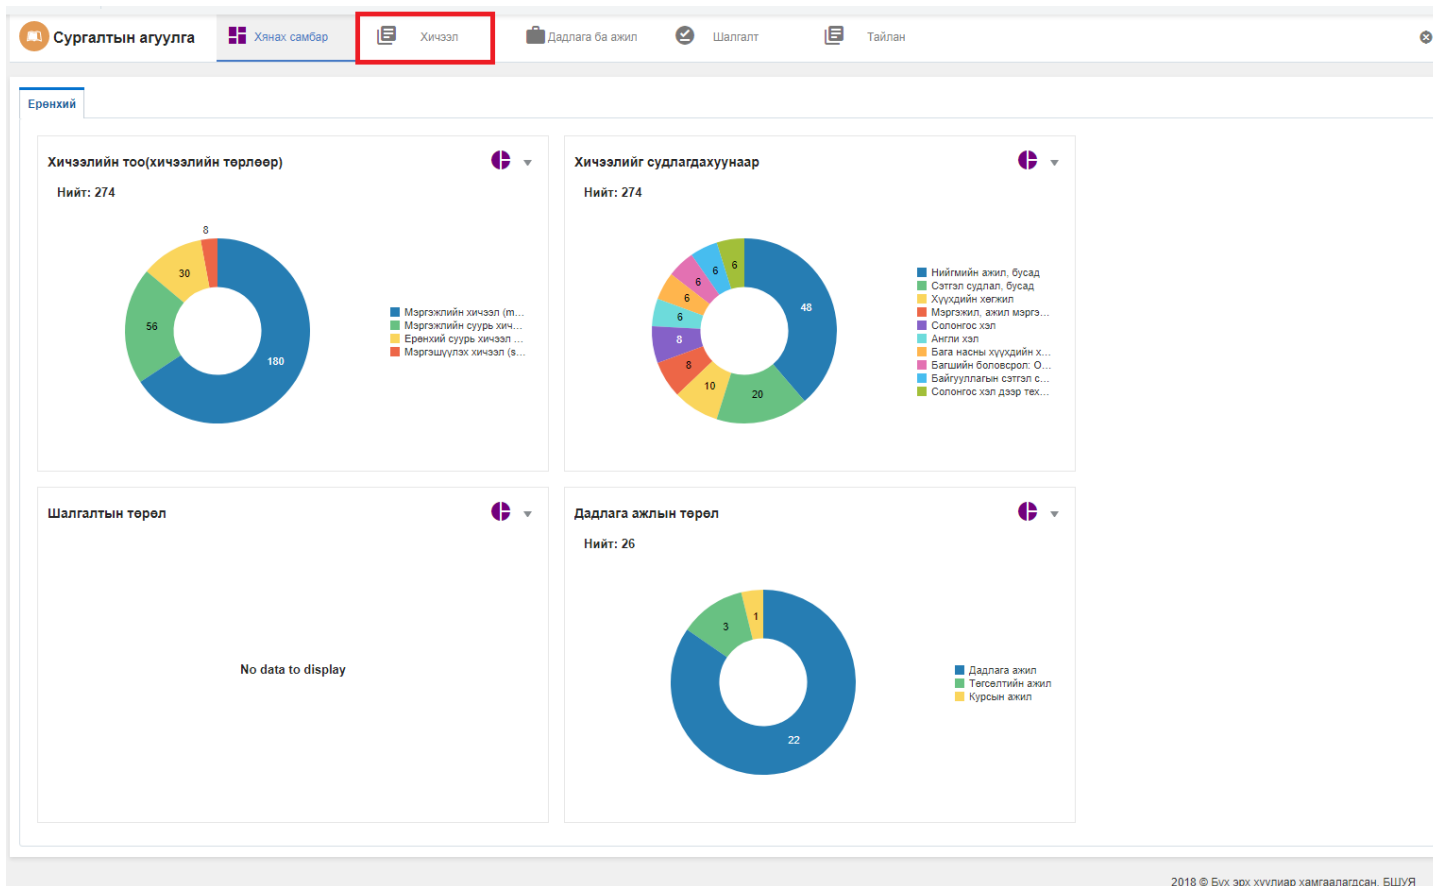 Сургалтын агуулга
Хянах самбар
Хичээл
Дадлага ба ажил
Шалгалт
Тайлан
Ерөнхий
Хичээлийн тоо(хичээлийн төрлөөр)
Нийт: 274
8
30
56
180
Мэргэжлийн хичээл (m...
Мэргэжлийн суурь хич...
Ерөнхий суурь хичээл ...
Мэргэшүүлэх хичээл (s...
Хичээлийг судлагдахуунаар
Нийт: 274
6
6
6
6
6
8
8
10
20
48
Нийгмийн ажил, бусад
Сэтгэл судлал, бусад
Хүүхдийн хөгжил
Мэргэжил, ажил мэргэ...
Солонгос хэл
Англи хэл
Бага насны хүүхдийн х...
Багшийн боловсрол: О...
Байгууллагын сэтгэл с...
Солонгос хэл дээр тех...
Шалгалтын төрөл
No data to display
Дадлага ажлын төрөл
Нийт: 26
1
3
22
Дадлага ажил
Төгсөлтийн ажил
Курсын ажил
2018 © Бүх эрх хуулиар хамгаалагдсан. БШУЯ